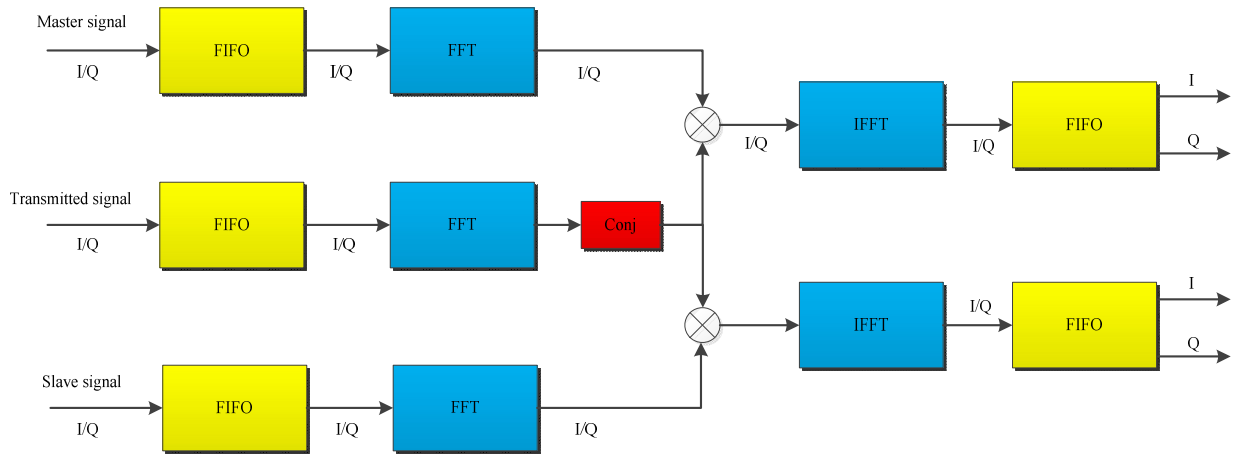 Master signal
I/Q
FIFO
I/Q
FFT
I/Q
I/Q
IFFT
I/Q
FIFO
I
Q
Transmitted signal
I/Q
FIFO
I/Q
FFT
Conj
Slave signal
I/Q
FIFO
I/Q
FFT
I/Q
IFFT
I/Q
FIFO
I
Q